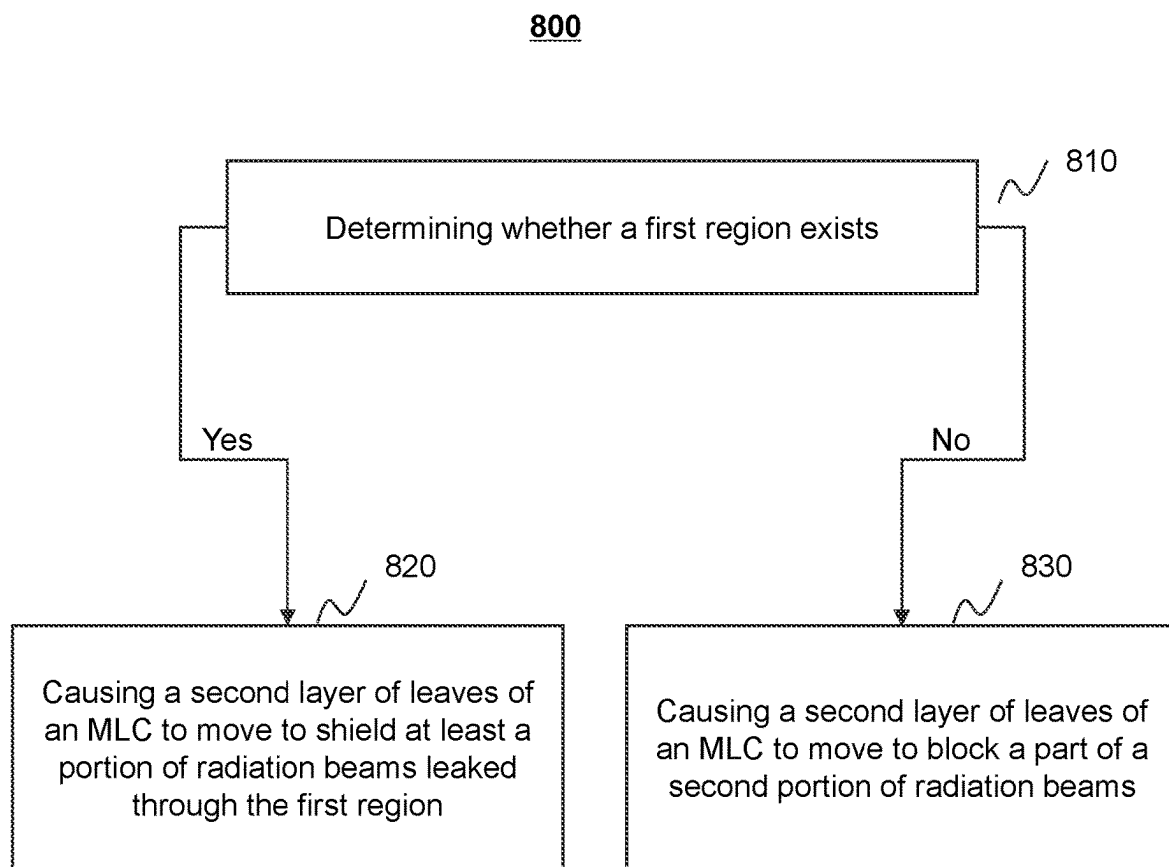 800
810
Determining whether a first region exists
Yes
No
820
830
Causing a second layer of leaves of
an MLC to move to shield at least a
portion of radiation beams leaked
through the first region
Causing a second layer of leaves of
an MLC to move to block a part of a
second portion of radiation beams